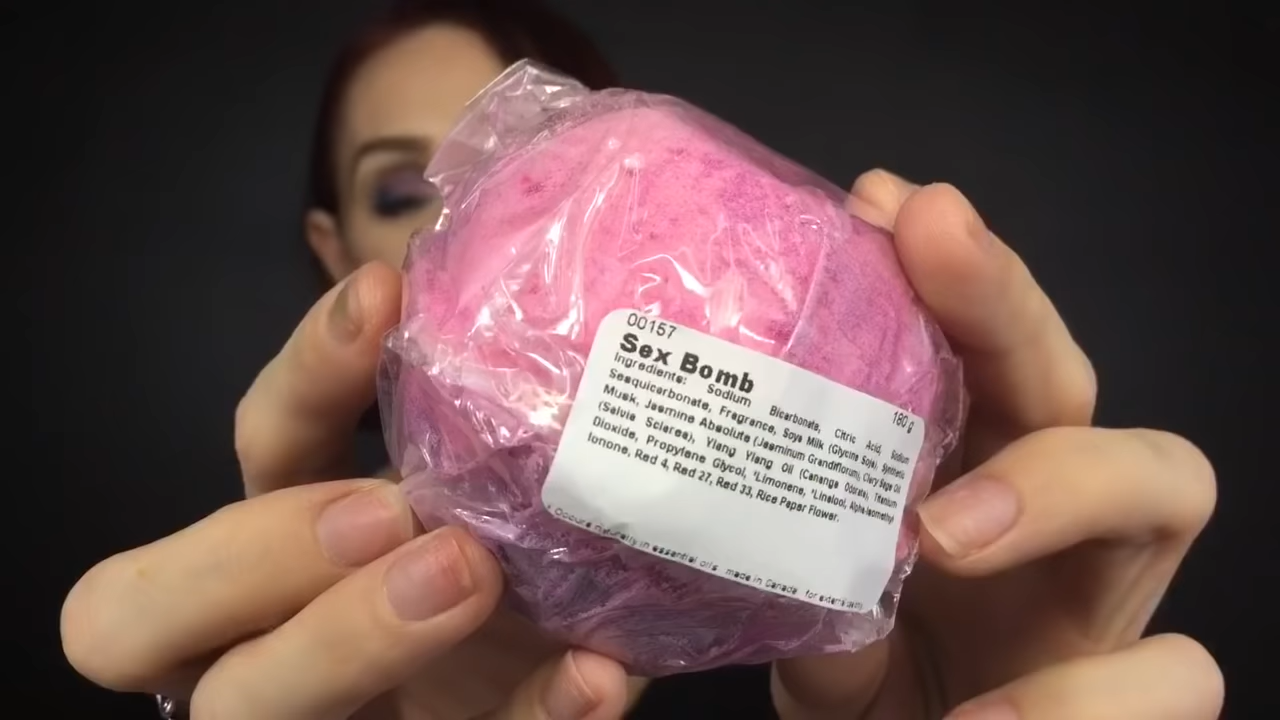 00157
Sex Bomb
180 g
Ingredients: Sodium Bicarbonate, Citric Acid, Sodium
Sesquicarbonate, Fragrance, Soya Milk (Glycine Soja), Synthetic
Musk, Jasmine Absolute (Jasminum Grandiflorum), Clary Sage Oil
(Salvia Sclarea), Ylang Ylang Oil (Cananga Odorata), Titanium
Dioxide, Propylene Glycol, *Limonene, *Linalool, Alpha-Isomethyl
Ionone, Red 4, Red 27, Red 33, Rice Paper Flower.
* Occurs naturally in essential oils made in Canada for external